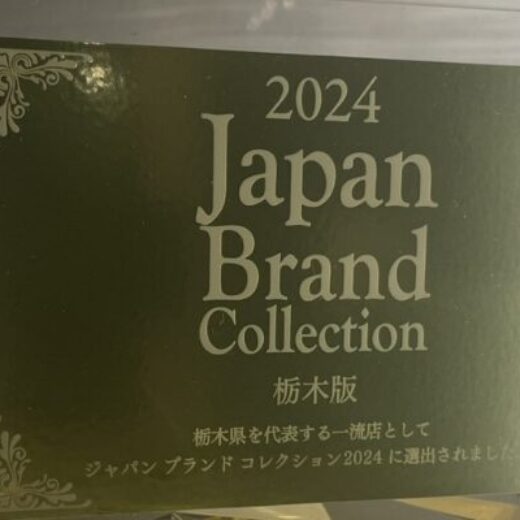 2024
Japan
Brand
Collection
栃木版
栃木県を代表する一流店として
ジャパン ブランド コレクション2024 に選出されました